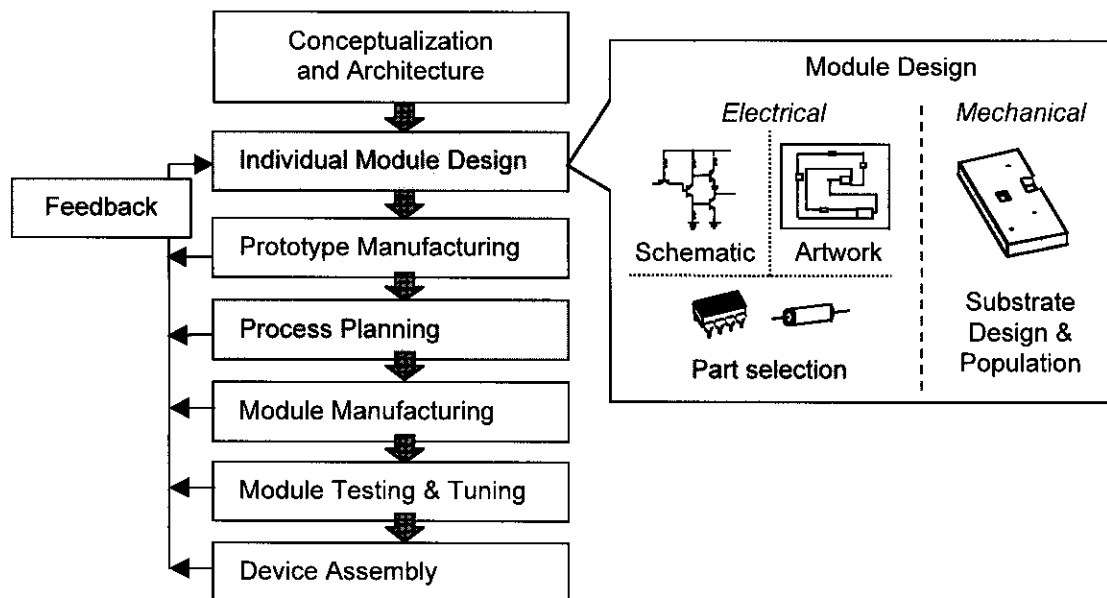 Conceptualization
and Architecture
Individual Module Design
Feedback
Prototype Manufacturing
Process Planning
Module Manufacturing
Module Testing & Tuning
Device Assembly
Module Design
Electrical
Mechanical
Schematic
Artwork
Part selection
Substrate
Design &
Population